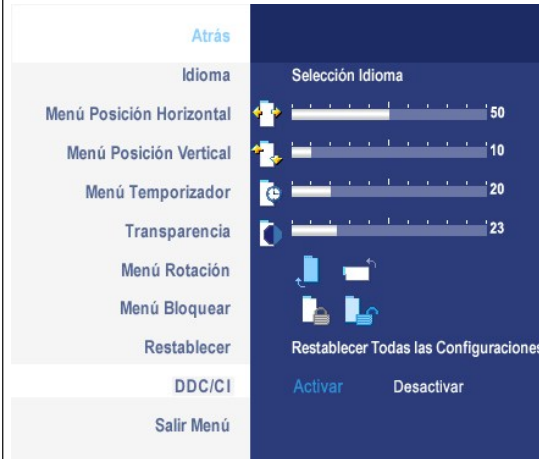 Atrás
Idioma Selección Idioma
Menú Posición Horizontal 50
Menú Posición Vertical 10
Menú Temporizador 20
Transparencia 23
Menú Rotación
Menú Bloquear
Restablecer Restablecer Todas las Configuraciones
DDC/CI Activar Desactivar
Salir Menú